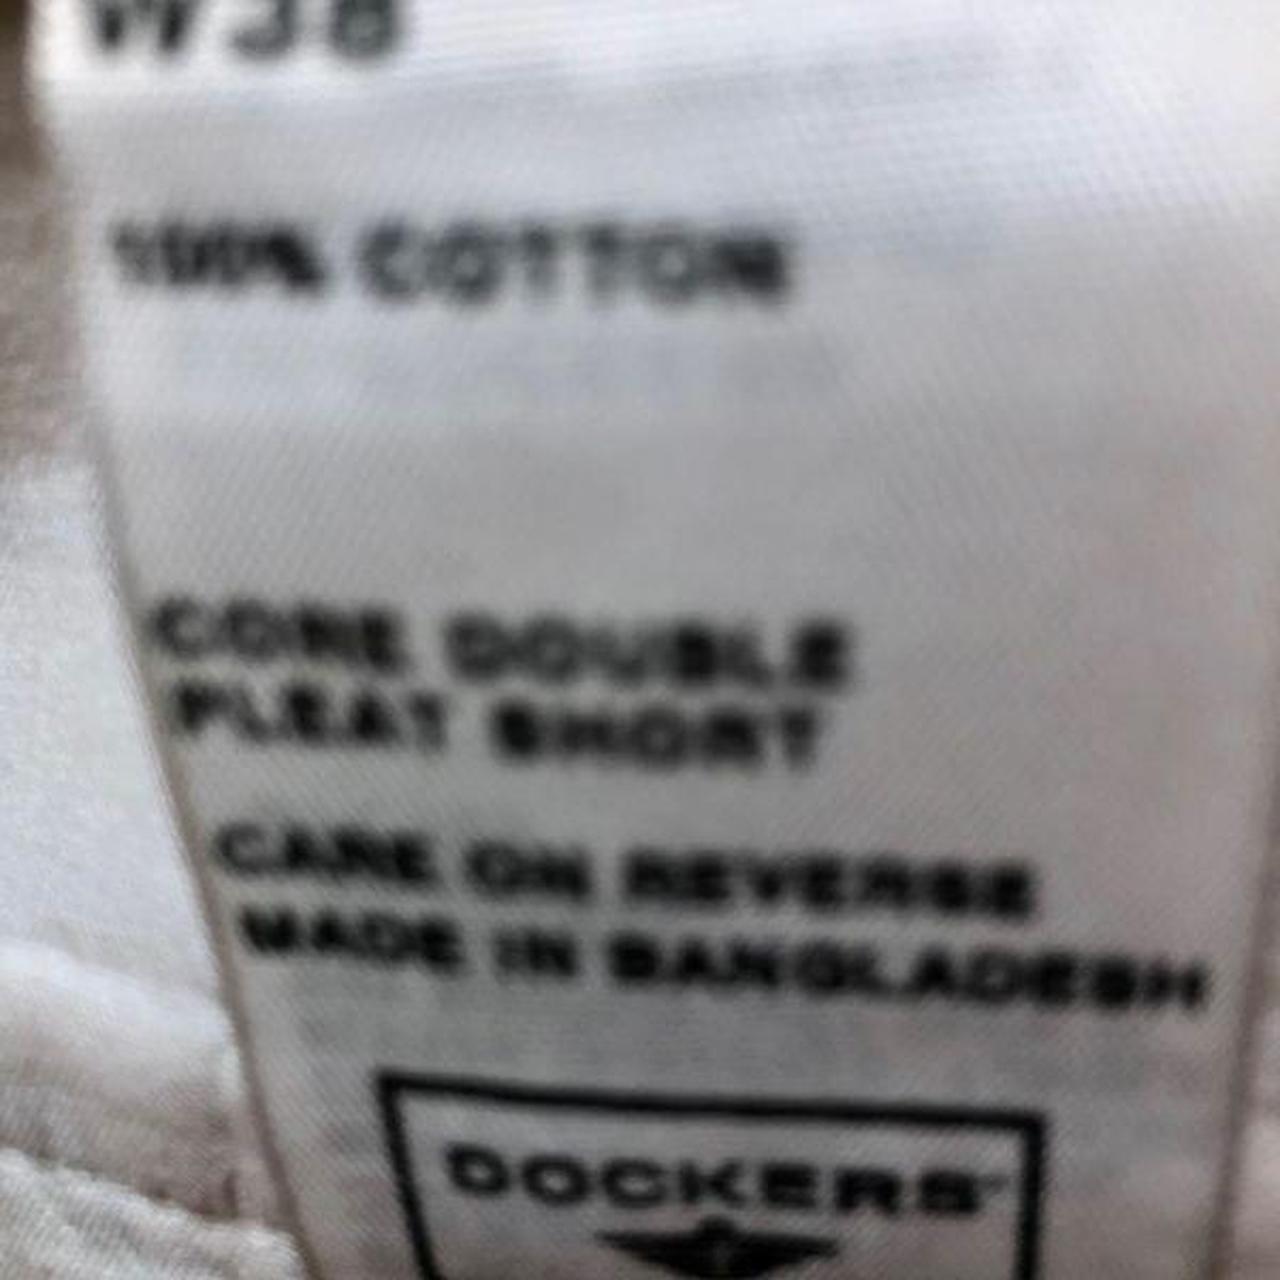 W38
100% COTTON
CORE DOUBLE
PLEAT SHORT
CARE ON REVERSE
MADE IN BANGLADESH
DOCKERS®